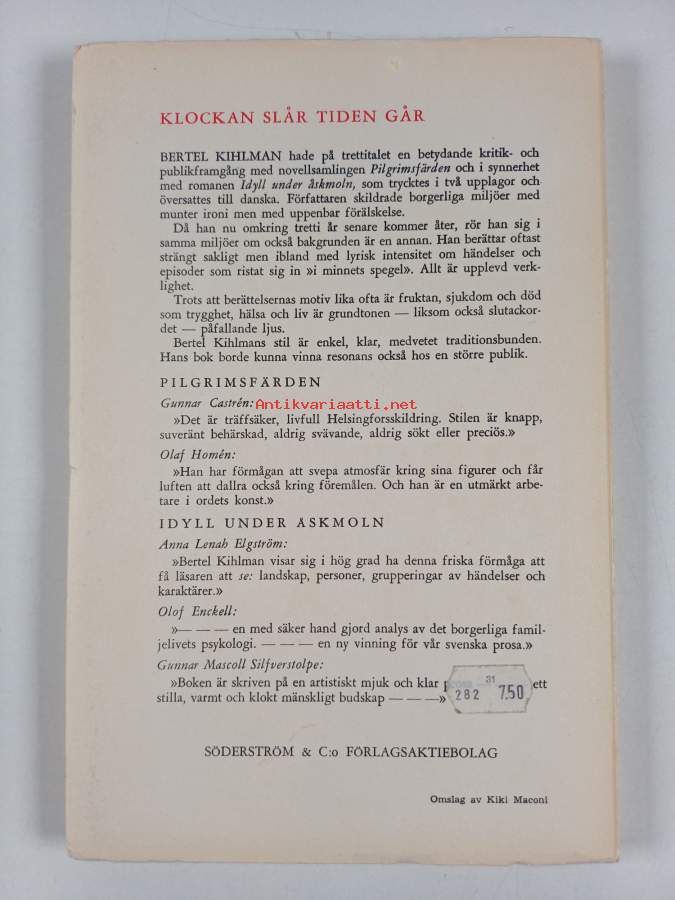 KLOCKAN SLÅR TIDEN GÅR
BERTEL KIHLMAN hade på trettitalet en betydande kritik- och
publikframgång med novellsamlingen Pilgrimsfärden och i synnerhet
med romanen Idyll under åskmoln, som trycktes i två upplagor och
översattes till danska. Författaren skildrade borgerliga miljöer med
munter ironi men med uppenbar förälskelse.
Då han nu omkring tretti år senare kommer åter, rör han sig i
samma miljöer om också bakgrunden är en annan. Han berättar oftast
strängt sakligt men ibland med lyrisk intensitet om händelser och
episoder som ristat sig in »i minnets spegel». Allt är upplevd verk-
lighet.
Trots att berättelsernas motiv lika ofta är fruktan, sjukdom och död
som trygghet, hälsa och liv är grundtonen — liksom också slutackor-
det — påfallande ljus.
Bertel Kihlmans stil är enkel, klar, medvetet traditionsbunden.
Hans bok borde kunna vinna resonans också hos en större publik.
PILGRIMSFÄRDEN
Gunnar Castrén:
Antikvariaatti.net
»Det är träffsäker, livfull Helsingforsskildring. Stilen är knapp,
suveränt behärskad, aldrig svävande, aldrig sökt eller preciös.»
Olaf Homén:
»Han har förmågan att svepa atmosfär kring sina figurer och får
luften att dallra också kring föremålen. Och han är en utmärkt arbe-
tare i ordets konst.»
IDYLL UNDER ÅSKMOLN
Anna Lenah Elgström:
»Bertel Kihlman visar sig i hög grad ha denna friska förmåga att
få läsaren att se: landskap, personer, grupperingar av händelser och
karaktärer.»
Olof Enckell:
»— — — en med säker hand gjord analys av det borgerliga famil-
jelivets psykologi. — — — en ny vinning för vår svenska prosa.»
Gunnar Mascoll Silfverstolpe:
»Boken är skriven på en artistiskt mjuk och klar ett
stilla, varmt och klokt mänskligt budskap — — —»
31
282 7.50
SÖDERSTRÖM & C:o FÖRLAGSAKTIEBOLAG
Omslag av Kiki Maconi